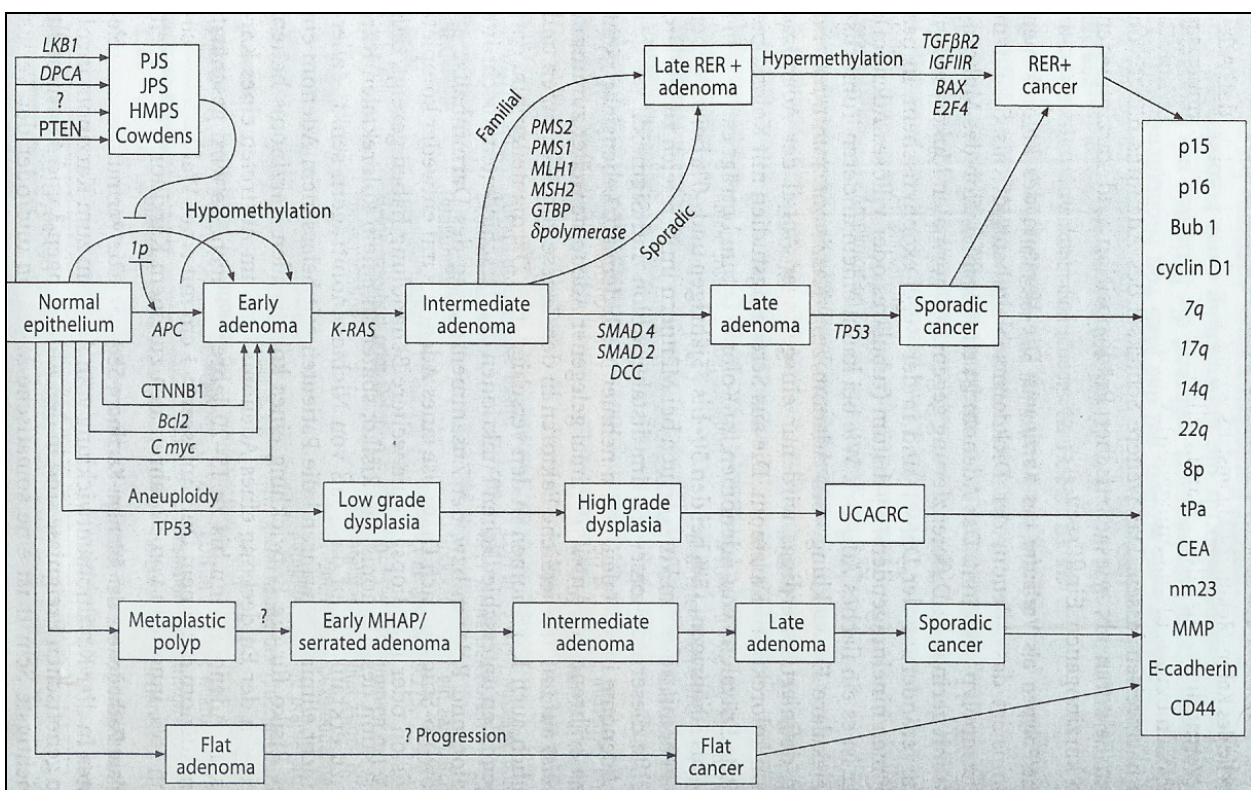 LKB1
DPCA
?
PTEN
PJS
JPS
HMPS
Cowdens
Hypomethylation
1p
Normal
epithelium
APC
Early
adenoma
K-RAS
Intermediate
adenoma
Familial
PMS2
PMS1
MLH1
MSH2
GTBP
δpolymerase
Sporadic
Late RER +
adenoma
Hypermethylation
TGFβR2
IGFIIR
BAX
E2F4
RER+
cancer
SMAD 4
SMAD 2
DCC
Late
adenoma
TP53
Sporadic
cancer
CTNNB1
Bcl2
C myc
Aneuploidy
TP53
Low grade
dysplasia
High grade
dysplasia
UCACRC
Metaplastic
polyp
?
Early MHAP/
serrated adenoma
Intermediate
adenoma
Late
adenoma
Sporadic
cancer
Flat
adenoma
? Progression
Flat
cancer
p15
p16
Bub 1
cyclin D1
7q
17q
14q
22q
8p
tPa
CEA
nm23
MMP
E-cadherin
CD44